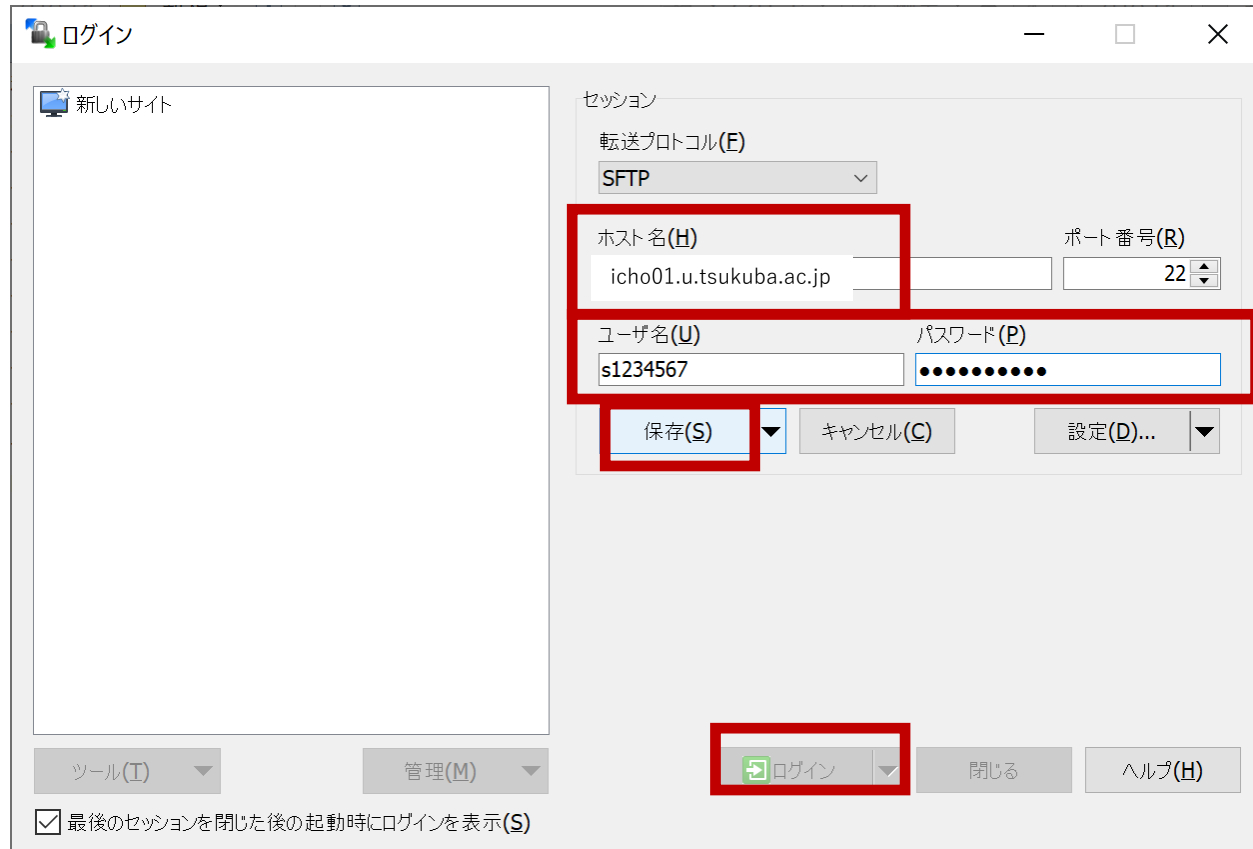 ログイン
新しいサイト
セッション
転送プロトコル(F)
SFTP
ホスト名(H)
ポート番号(R)
icho01.u.tsukuba.ac.jp
22
ユーザ名(U)
パスワード(P)
s1234567
●●●●●●●●●●
保存(S)
キャンセル(C)
設定(D)...
ツール(T)
管理(M)
ログイン
閉じる
ヘルプ(H)
最後のセッションを閉じた後の起動時にログインを表示(S)